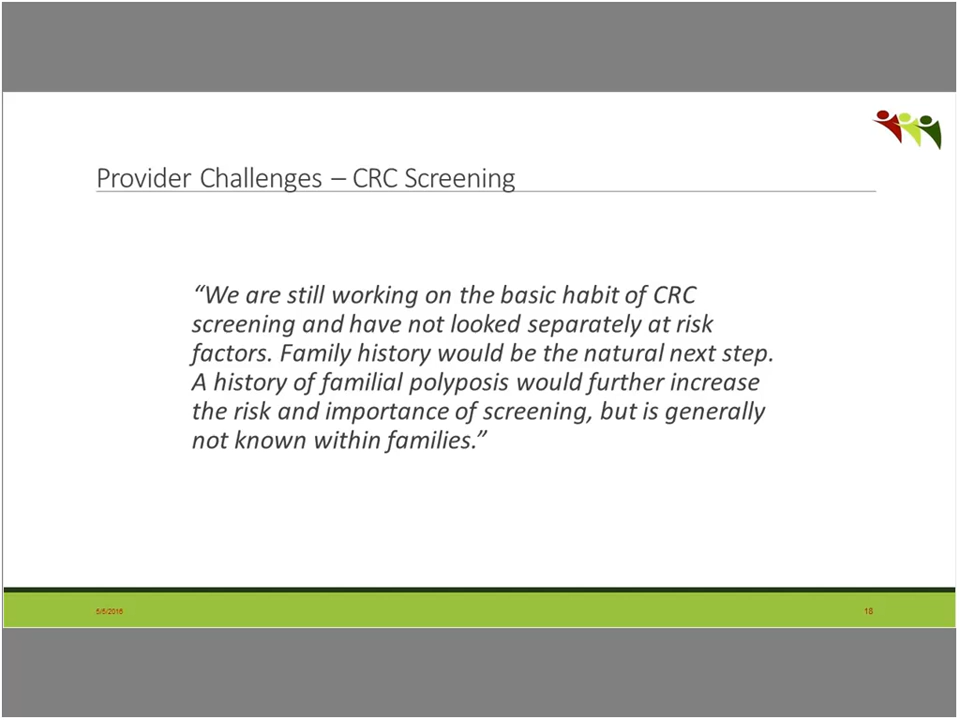 Provider Challenges – CRC Screening
“We are still working on the basic habit of CRC
screening and have not looked separately at risk
factors. Family history would be the natural next step.
A history of familial polyposis would further increase
the risk and importance of screening, but is generally
not known within families.”
5/5/2016
18